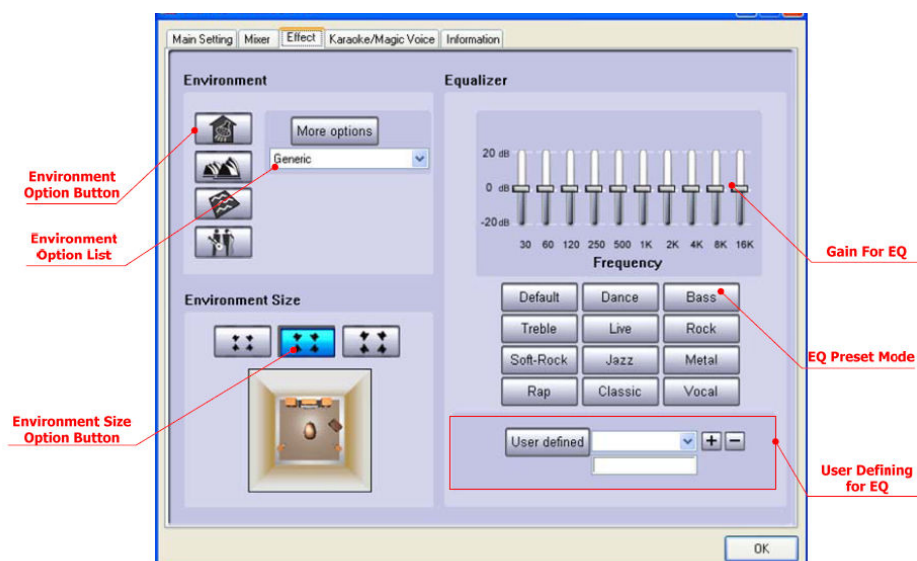 Main Setting Mixer Effect Karaoke/Magic Voice Information
Environment
More options
Generic
Environment
Option Button
Environment
Option List
Environment Size
Environment Size
Option Button
Equalizer
20 dB
0 dB
-20 dB
30 60 120 250 500 1K 2K 4K 8K 16K
Frequency
Gain For EQ
Default Dance Bass
Treble Live Rock
Soft-Rock Jazz Metal
Rap Classic Vocal
EQ Preset Mode
User defined
User Defining
for EQ
OK